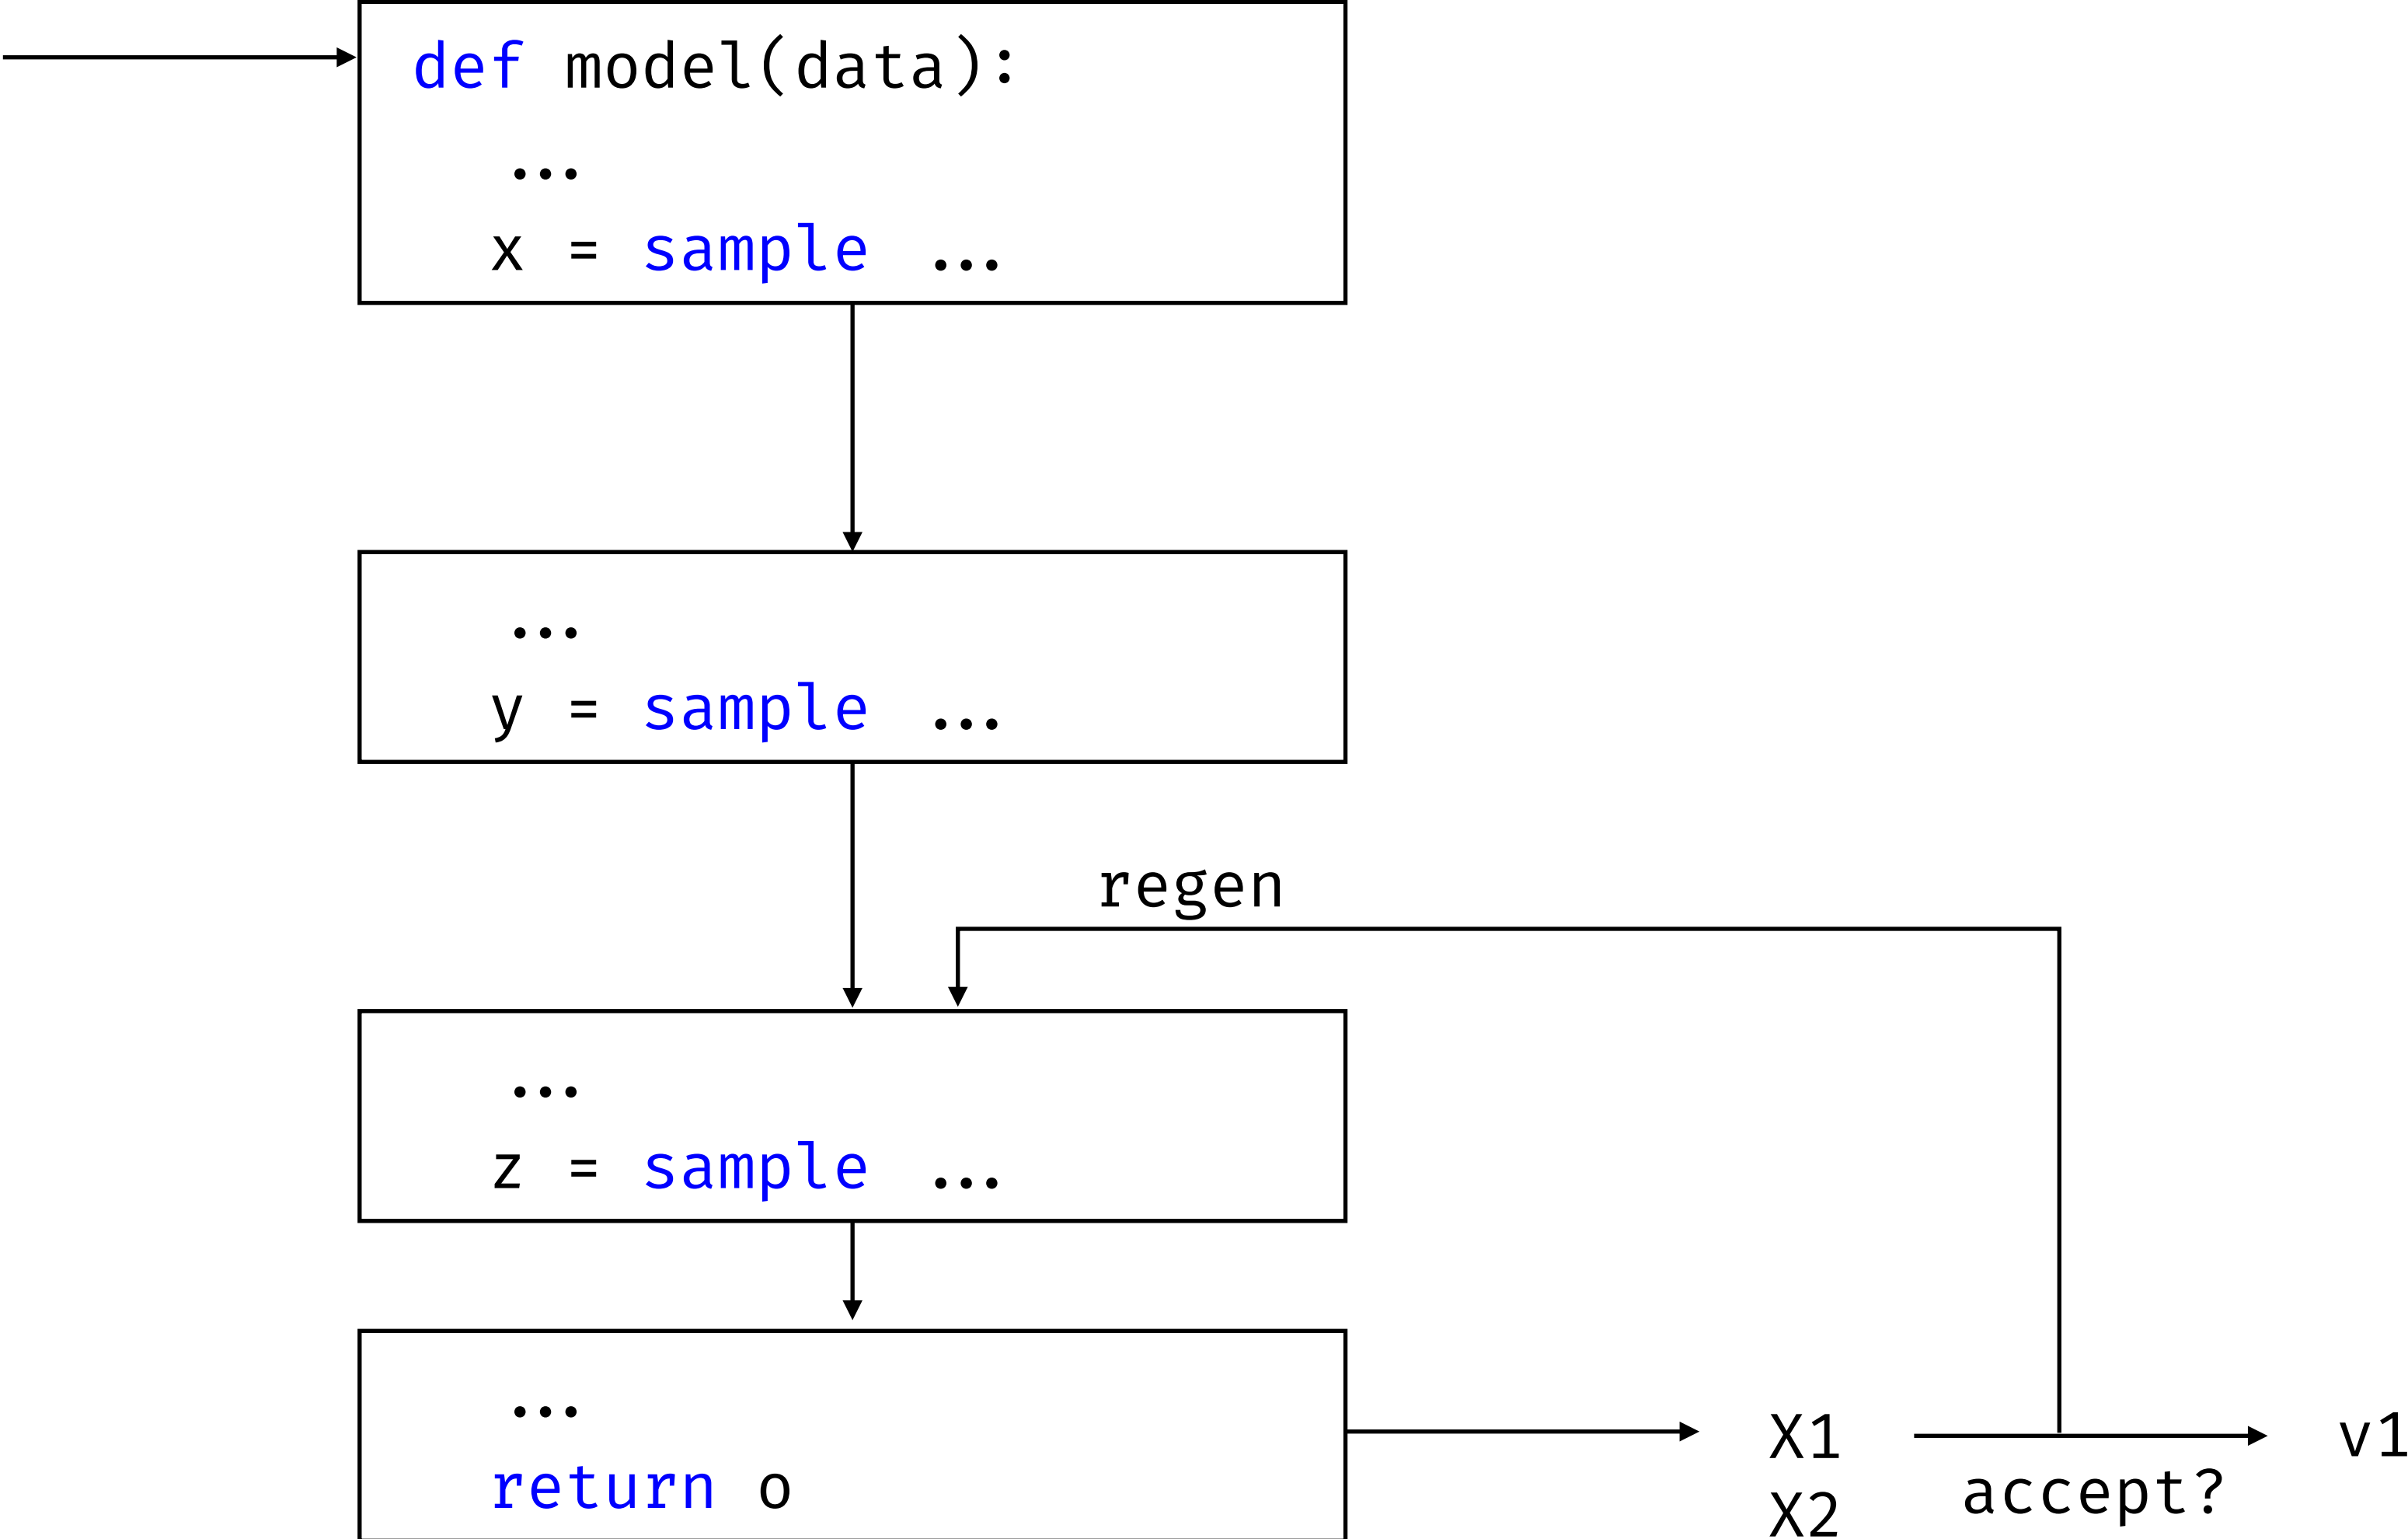 def model(data):
...
x = sample ...
...
y = sample ...
regen
...
z = sample ...
...
return o
X1
X2
accept?
v1